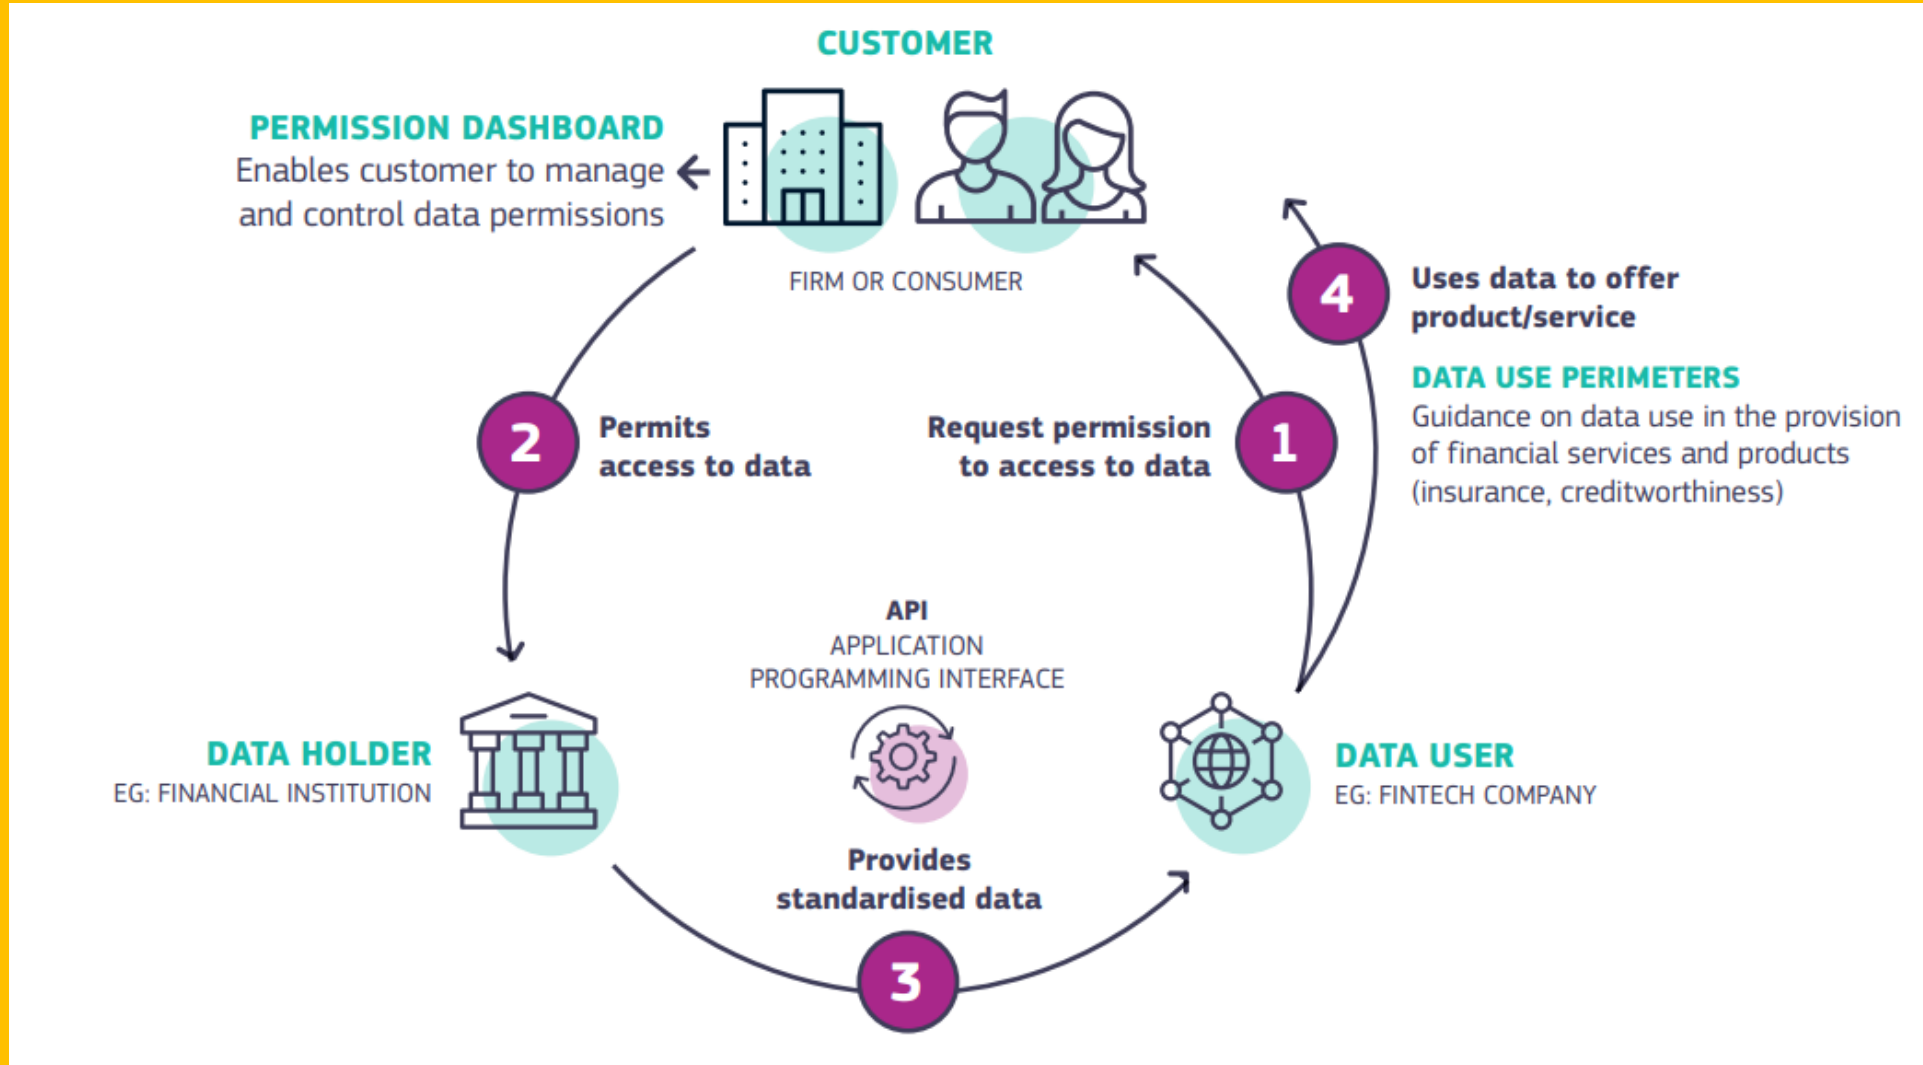 CUSTOMER
PERMISSION DASHBOARD
Enables customer to manage
and control data permissions
FIRM OR CONSUMER
4
Uses data to offer
product/service
DATA USE PERIMETERS
Guidance on data use in the provision
of financial services and products
(insurance, creditworthiness)
2
Permits
access to data
Request permission
to access to data
1
API
APPLICATION
PROGRAMMING INTERFACE
DATA HOLDER
EG: FINANCIAL INSTITUTION
DATA USER
EG: FINTECH COMPANY
Provides
standardised data
3